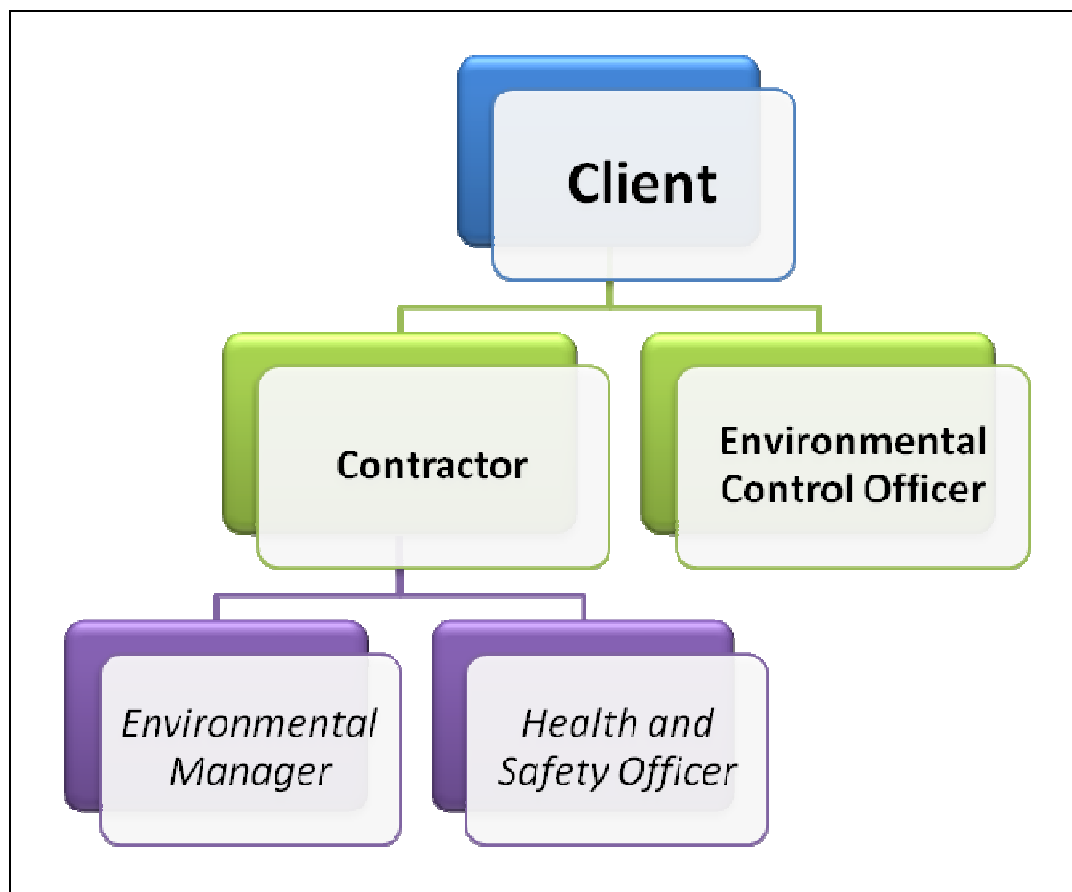 Client
Contractor
Environmental
Control Officer
Environmental
Manager
Health and
Safety Officer